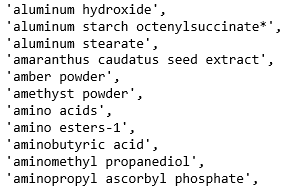 'aluminum hydroxide',
'aluminum starch octenylsuccinate*',
'aluminum stearate',
'amaranthus caudatus seed extract',
'amber powder',
'amethyst powder',
'amino acids',
'amino esters-1',
'aminobutyric acid',
'aminomethyl propanediol',
'aminopropyl ascorbyl phosphate',